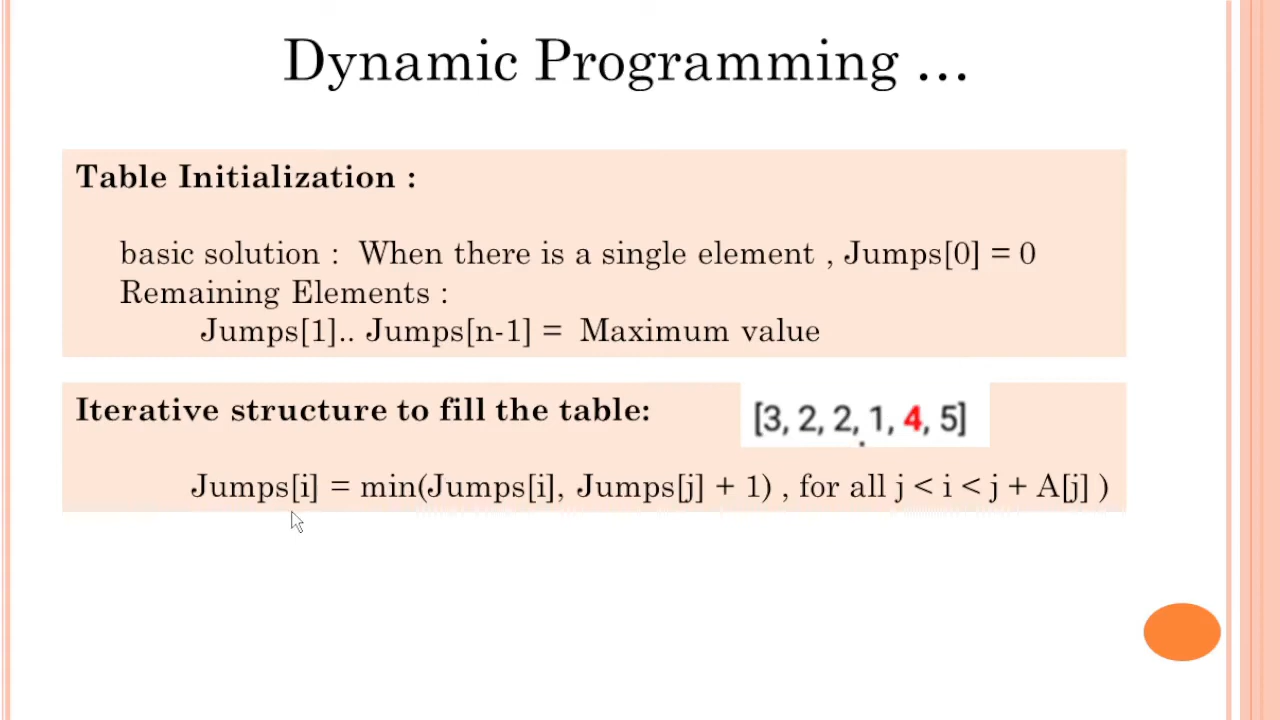 Dynamic Programming ...
Table Initialization :
basic solution : When there is a single element , Jumps[0] = 0
Remaining Elements :
Jumps[1].. Jumps[n-1] = Maximum value
Iterative structure to fill the table:
[3, 2, 2, 1, 4, 5]
Jumps[i] = min(Jumps[i], Jumps[j] + 1) , for all j < i < j + A[j] )